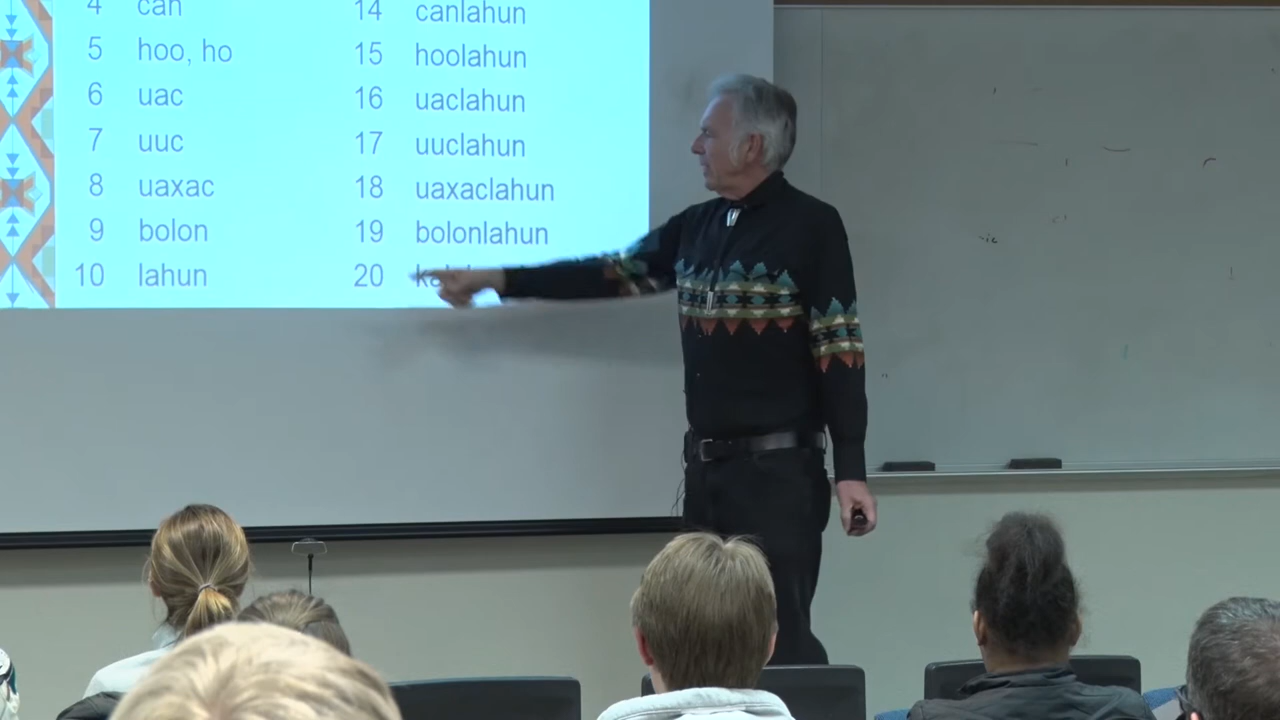 4 can 14 canlahun
5 hoo, ho 15 hoolahun
6 uac 16 uaclahun
7 uuc 17 uuclahun
8 uaxac 18 uaxaclahun
9 bolon 19 bolonlahun
10 lahun 20